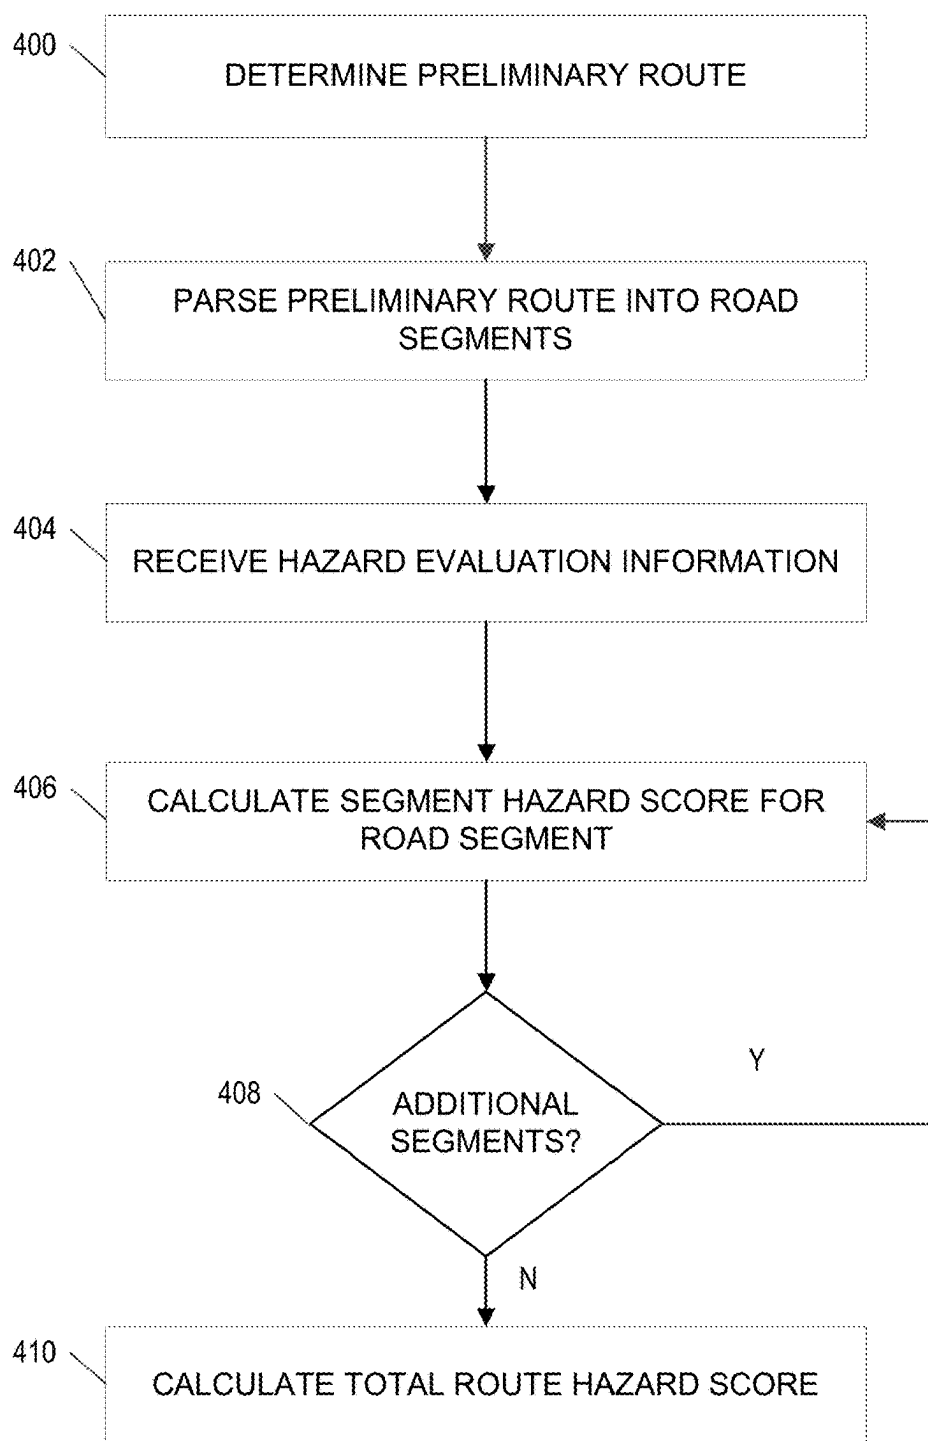 400
DETERMINE PRELIMINARY ROUTE
402
PARSE PRELIMINARY ROUTE INTO ROAD
SEGMENTS
404
RECEIVE HAZARD EVALUATION INFORMATION
406
CALCULATE SEGMENT HAZARD SCORE FOR
ROAD SEGMENT
408
ADDITIONAL
SEGMENTS?
Y
N
410
CALCULATE TOTAL ROUTE HAZARD SCORE